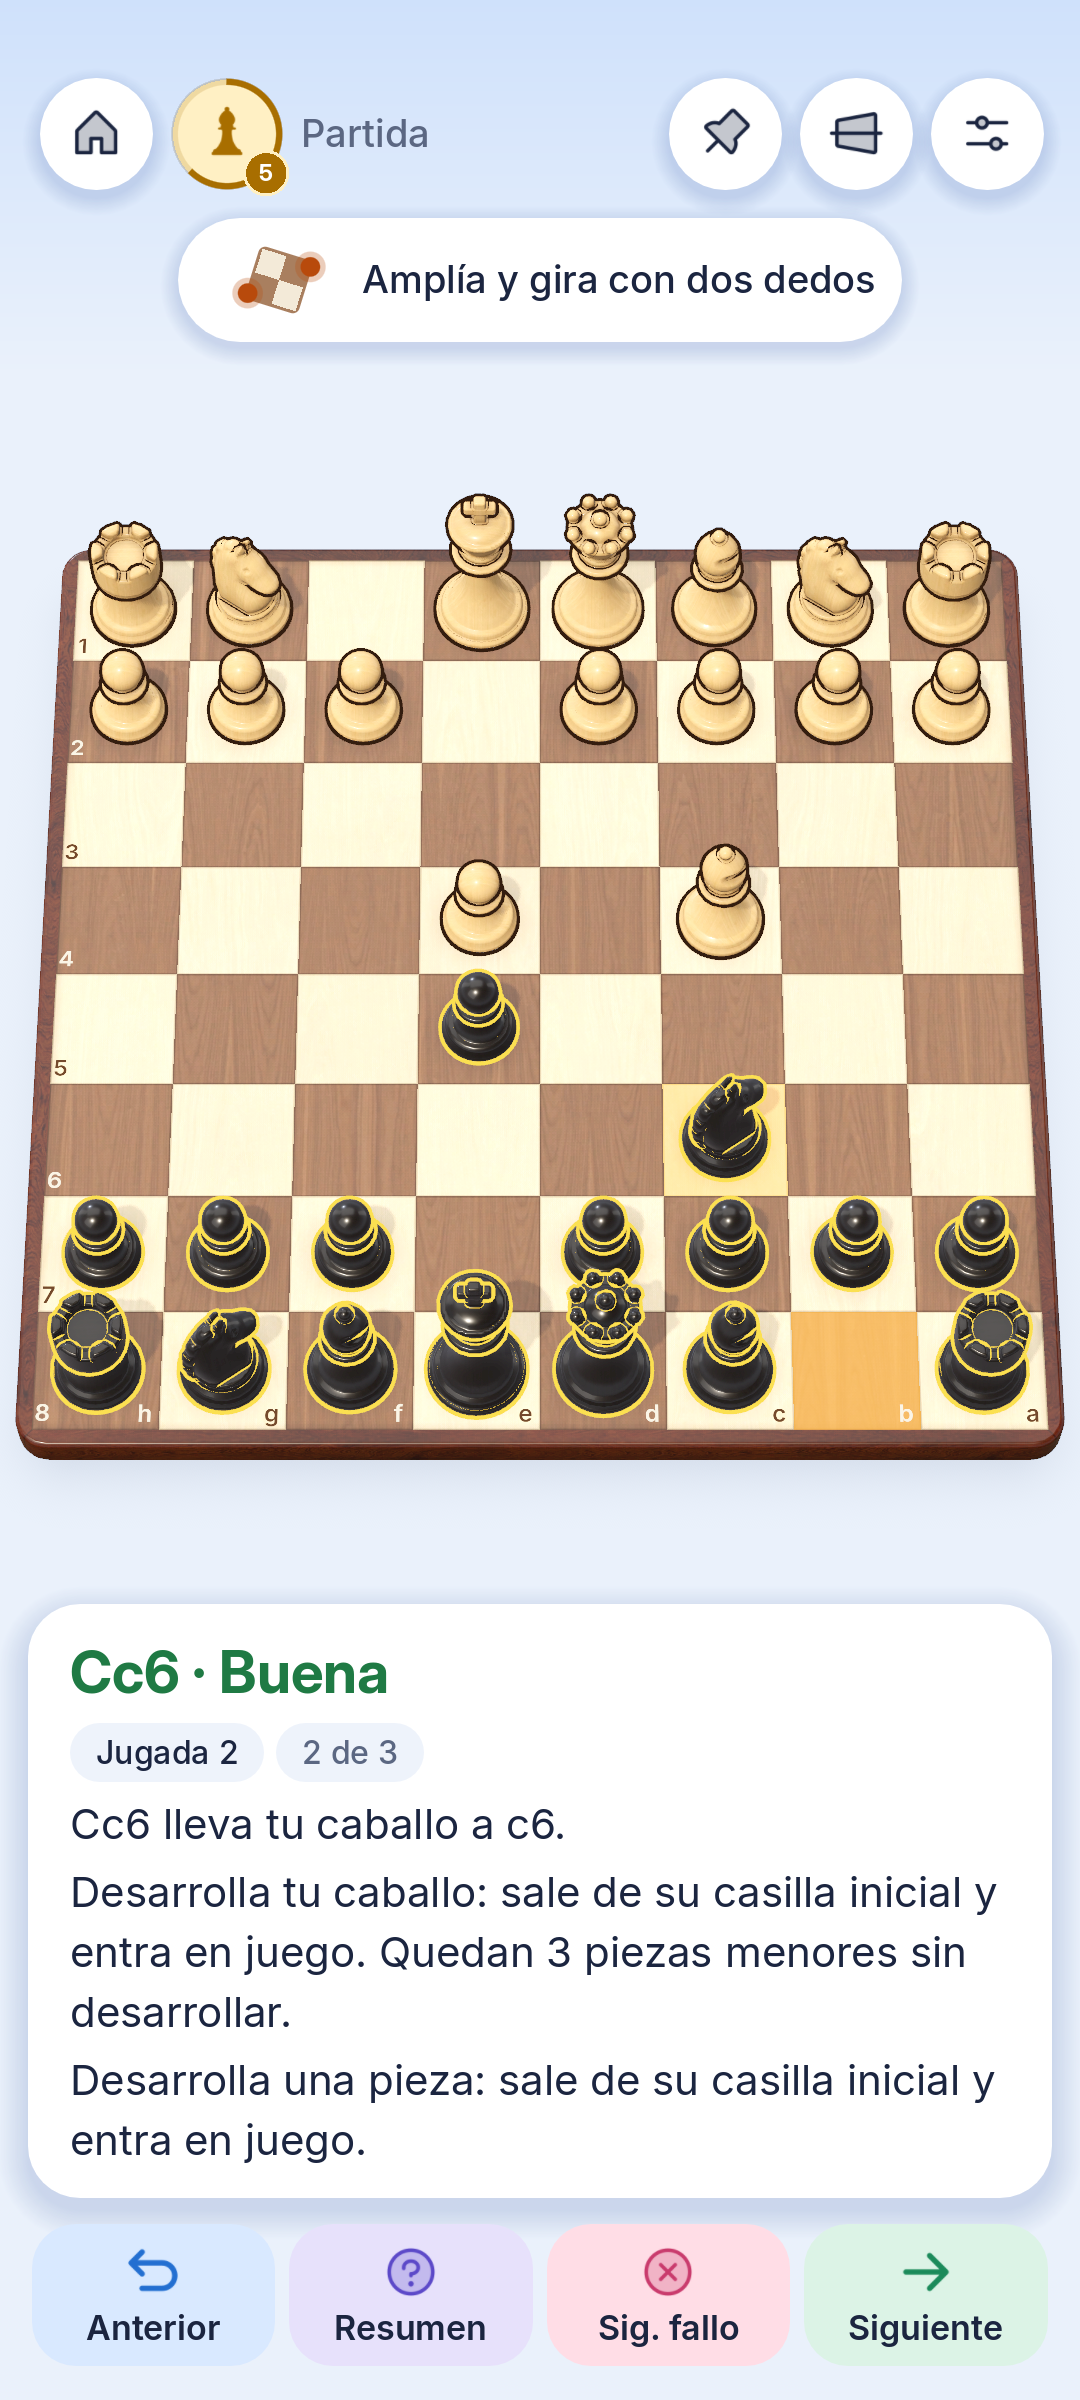 Partida
5
Amplía y gira con dos dedos
1
2
3
4
5
6
7
8 h g f e d c b a
Cc6 · Buena
Jugada 2 2 de 3
Cc6 lleva tu caballo a c6.
Desarrolla tu caballo: sale de su casilla inicial y
entra en juego. Quedan 3 piezas menores sin
desarrollar.
Desarrolla una pieza: sale de su casilla inicial y
entra en juego.
Anterior Resumen Sig. fallo Siguiente